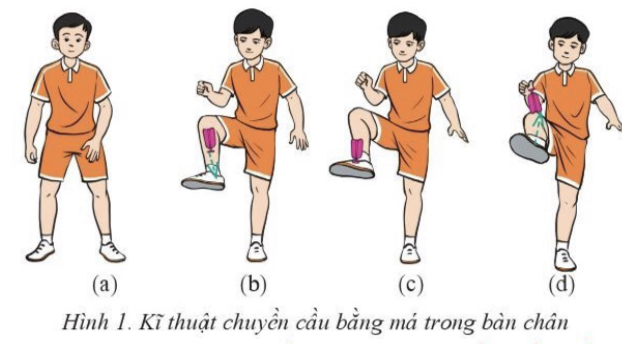 (a) (b) (c) (d)
Hình 1. Kĩ thuật chuyền cầu bằng má trong bàn chân